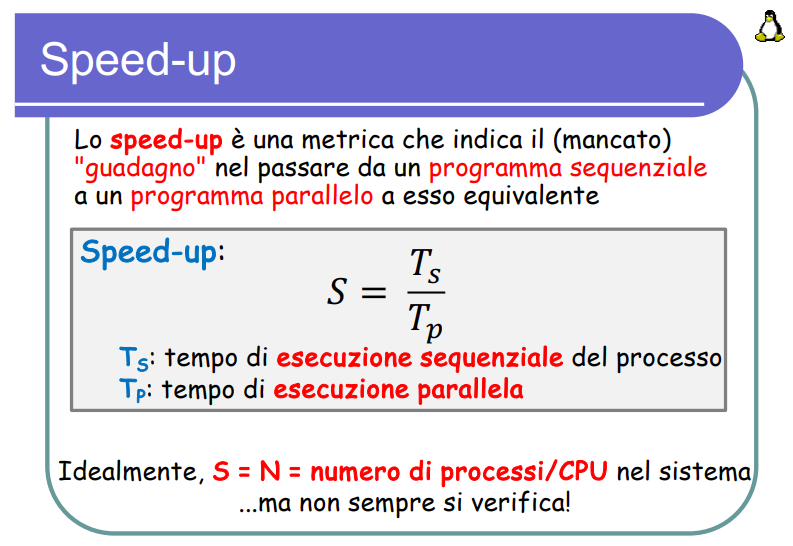 Speed-up
Lo speed-up è una metrica che indica il (mancato)
"guadagno" nel passare da un programma sequenziale
a un programma parallelo a esso equivalente
Speed-up:
S = Ts / Tp
TS: tempo di esecuzione sequenziale del processo
TP: tempo di esecuzione parallela
Idealmente, S = N = numero di processi/CPU nel sistema
...ma non sempre si verifica!